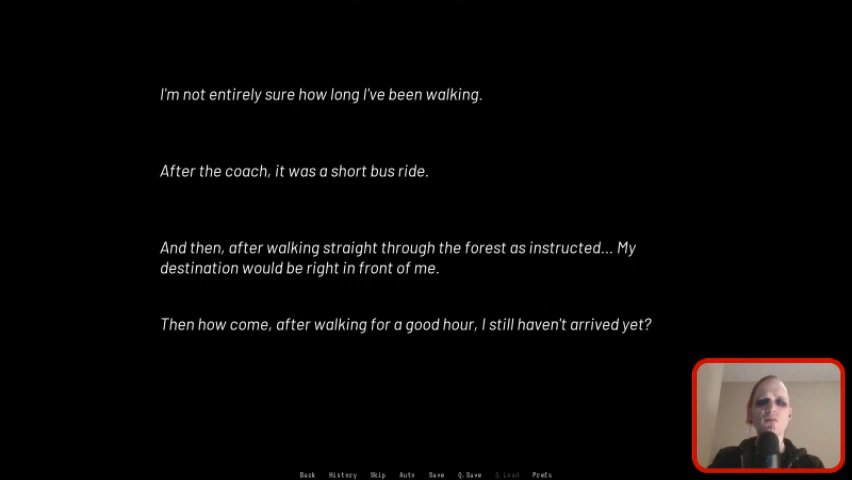 I'm not entirely sure how long I've been walking.
After the coach, it was a short bus ride.
And then, after walking straight through the forest as instructed... My
destination would be right in front of me.
Then how come, after walking for a good hour, I still haven't arrived yet?
Back History Skip Auto Save Q.Save Q.Load Prefs